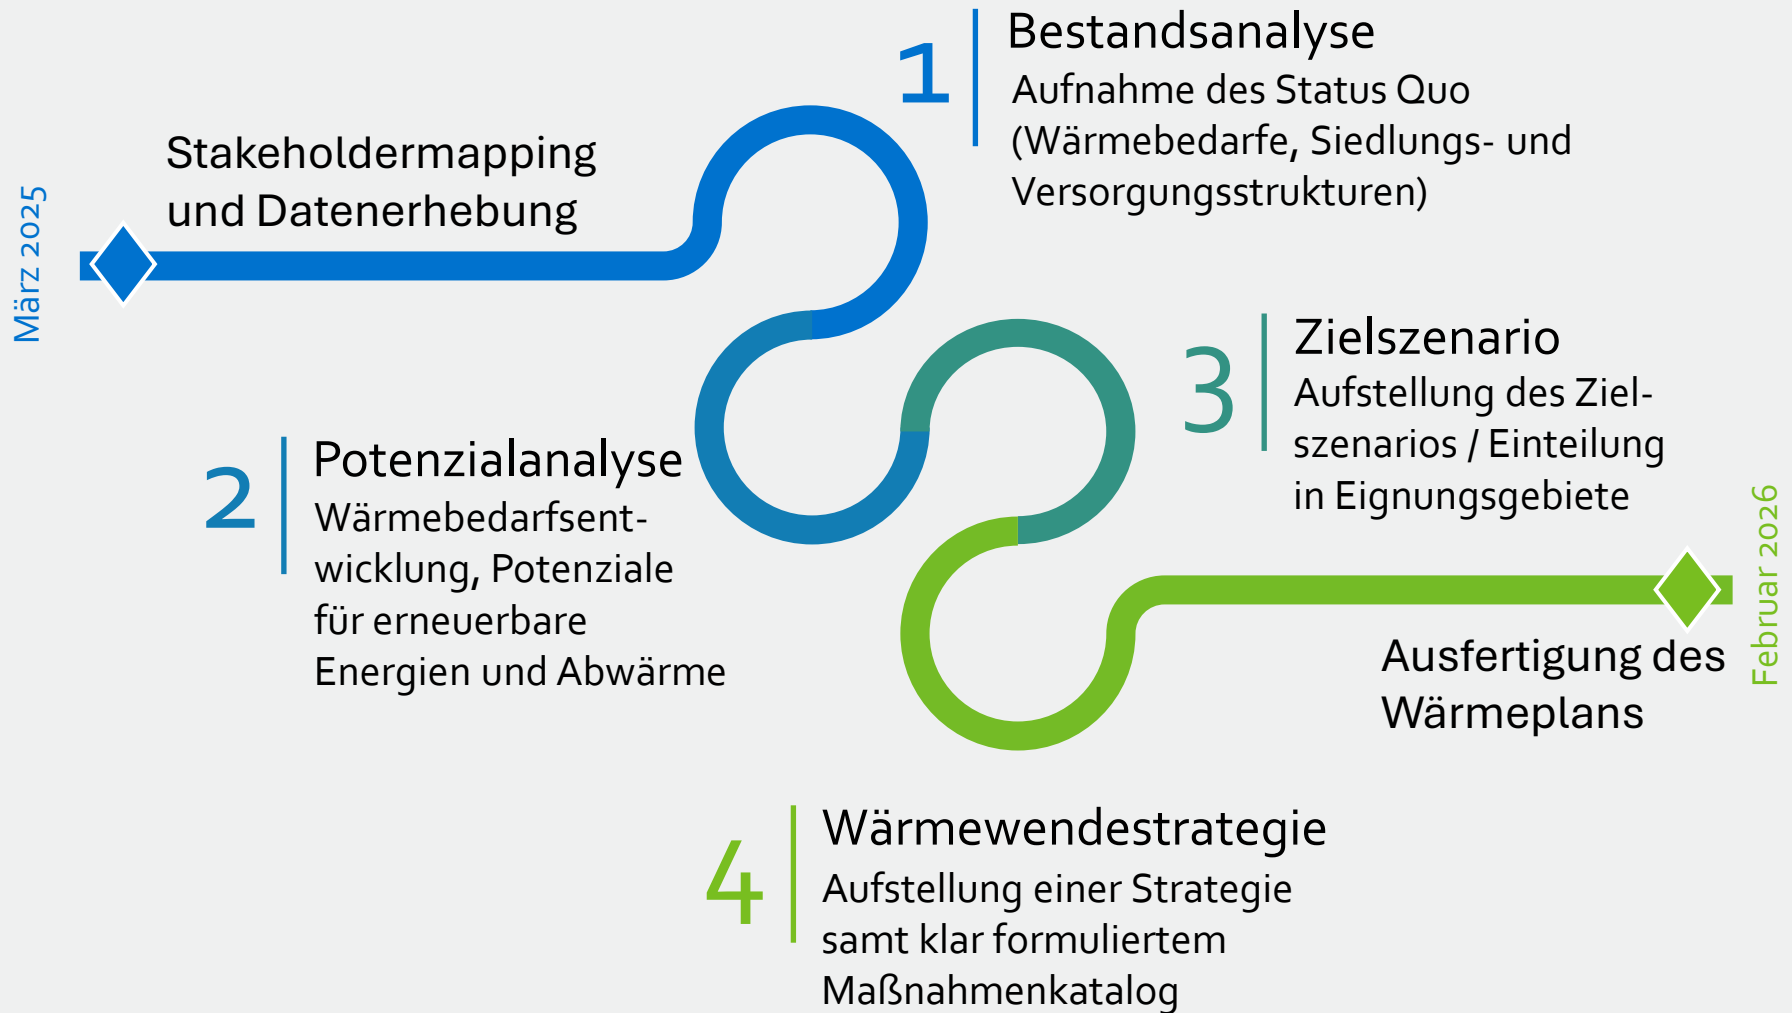 März 2025
Stakeholdermapping
und Datenerhebung
1
Bestandsanalyse
Aufnahme des Status Quo
(Wärmebedarfe, Siedlungs- und
Versorgungsstrukturen)
2
Potenzialanalyse
Wärmebedarfsent-
wicklung, Potenziale
für erneuerbare
Energien und Abwärme
3
Zielszenario
Aufstellung des Ziel-
szenarios / Einteilung
in Eignungsgebiete
4
Wärmewendestrategie
Aufstellung einer Strategie
samt klar formuliertem
Maßnahmenkatalog
Ausfertigung des
Wärmeplans
Februar 2026